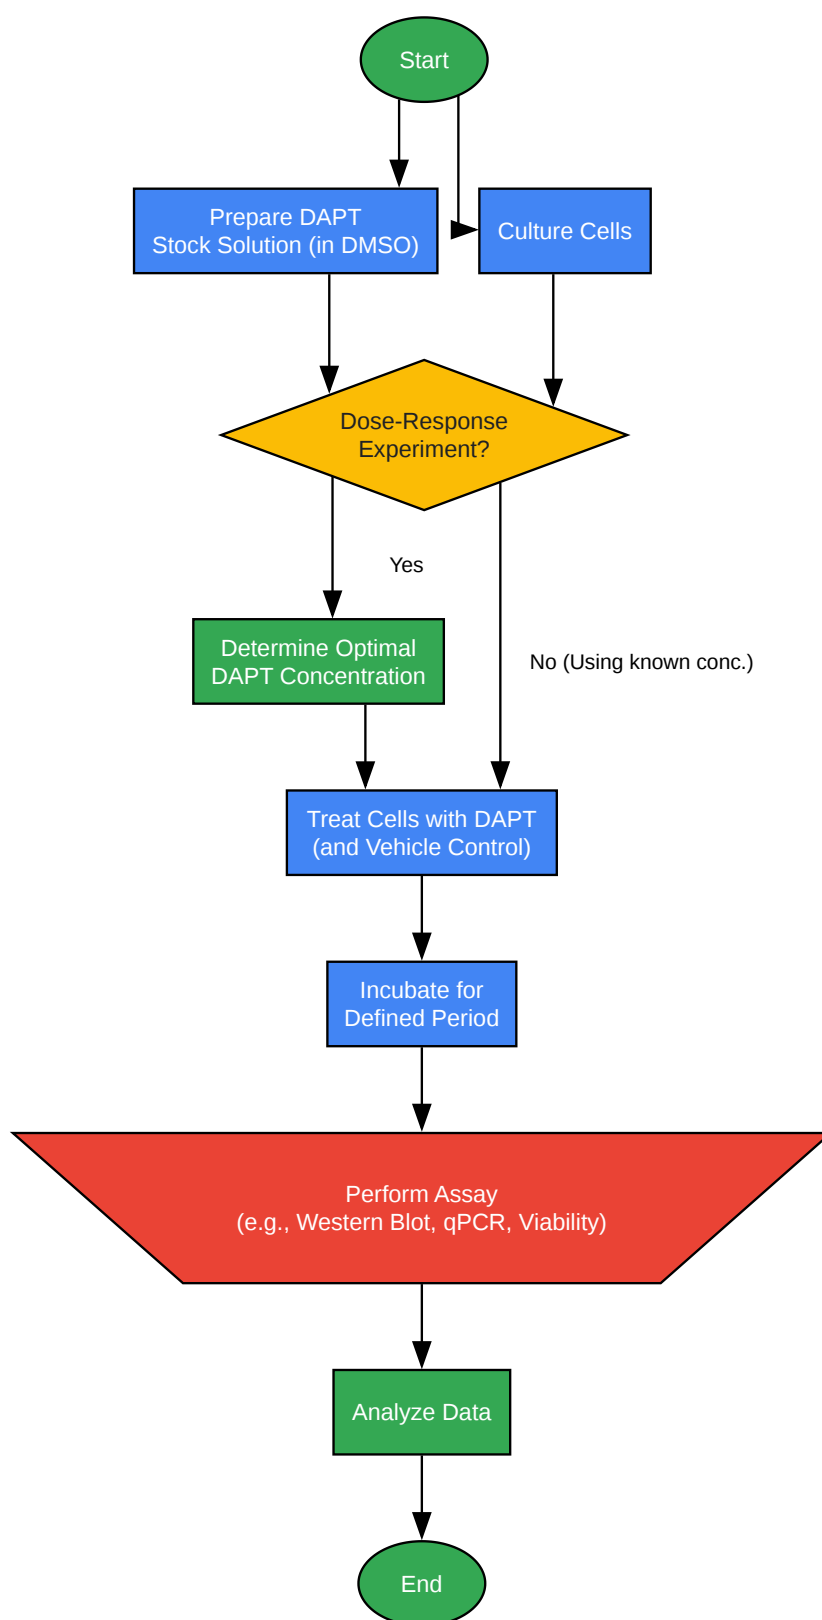 Start
Prepare DAPT
Stock Solution (in DMSO)
Culture Cells
Dose-Response
Experiment?
Yes
Determine Optimal
DAPT Concentration
No (Using known conc.)
Treat Cells with DAPT
(and Vehicle Control)
Incubate for
Defined Period
Perform Assay
(e.g., Western Blot, qPCR, Viability)
Analyze Data
End